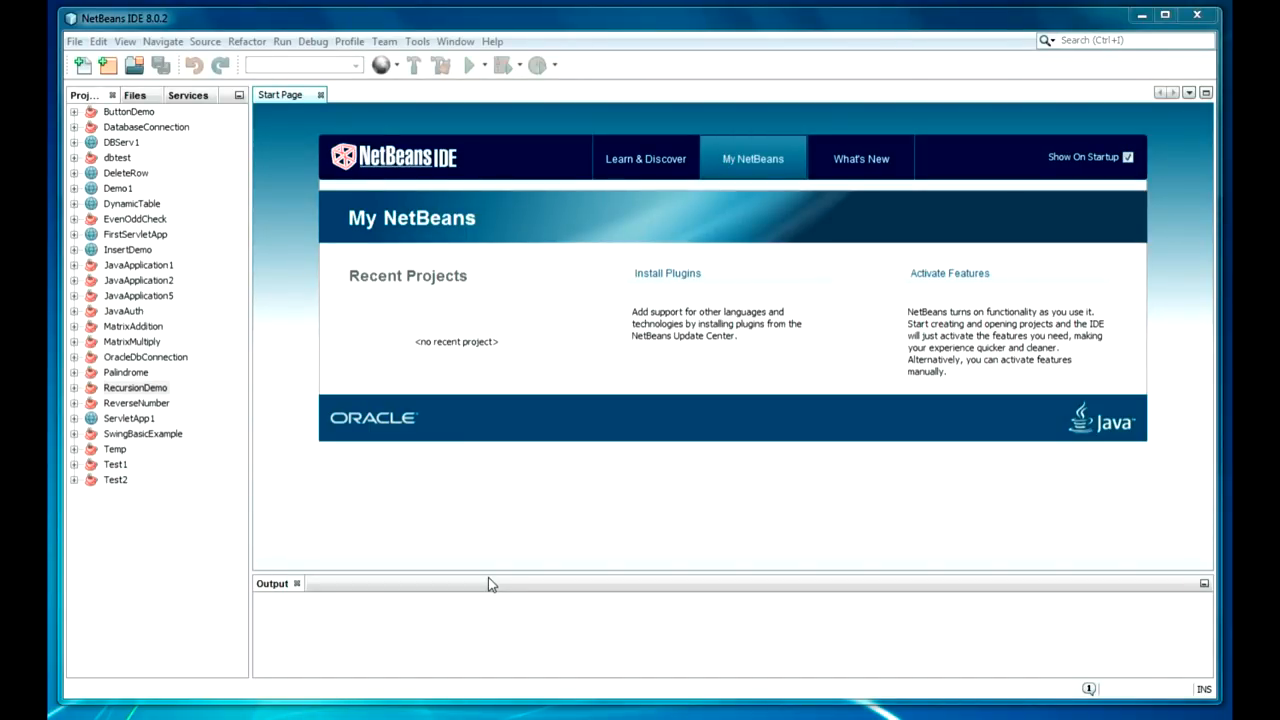 NetBeans IDE 8.0.2
File Edit View Navigate Source Refactor Run Debug Profile Team Tools Window Help
Search (Ctrl+I)
Proj... Files Services
Start Page
ButtonDemo
DatabaseConnection
DBServ1
dbtest
DeleteRow
Demo1
DynamicTable
EvenOddCheck
FirstServletApp
InsertDemo
JavaApplication1
JavaApplication2
JavaApplication5
JavaAuth
MatrixAddition
MatrixMultiply
OracleDbConnection
Palindrome
RecursionDemo
ReverseNumber
ServletApp1
SwingBasicExample
Temp
Test1
Test2
NetBeans IDE
Learn & Discover
My NetBeans
What's New
Show On Startup
My NetBeans
Recent Projects
<no recent project>
Install Plugins
Add support for other languages and
technologies by installing plugins from the
NetBeans Update Center.
Activate Features
NetBeans turns on functionality as you use it.
Start creating and opening projects and the IDE
will just activate the features you need, making
your experience quicker and cleaner.
Alternatively, you can activate features
manually.
ORACLE
Java
Output
1
INS